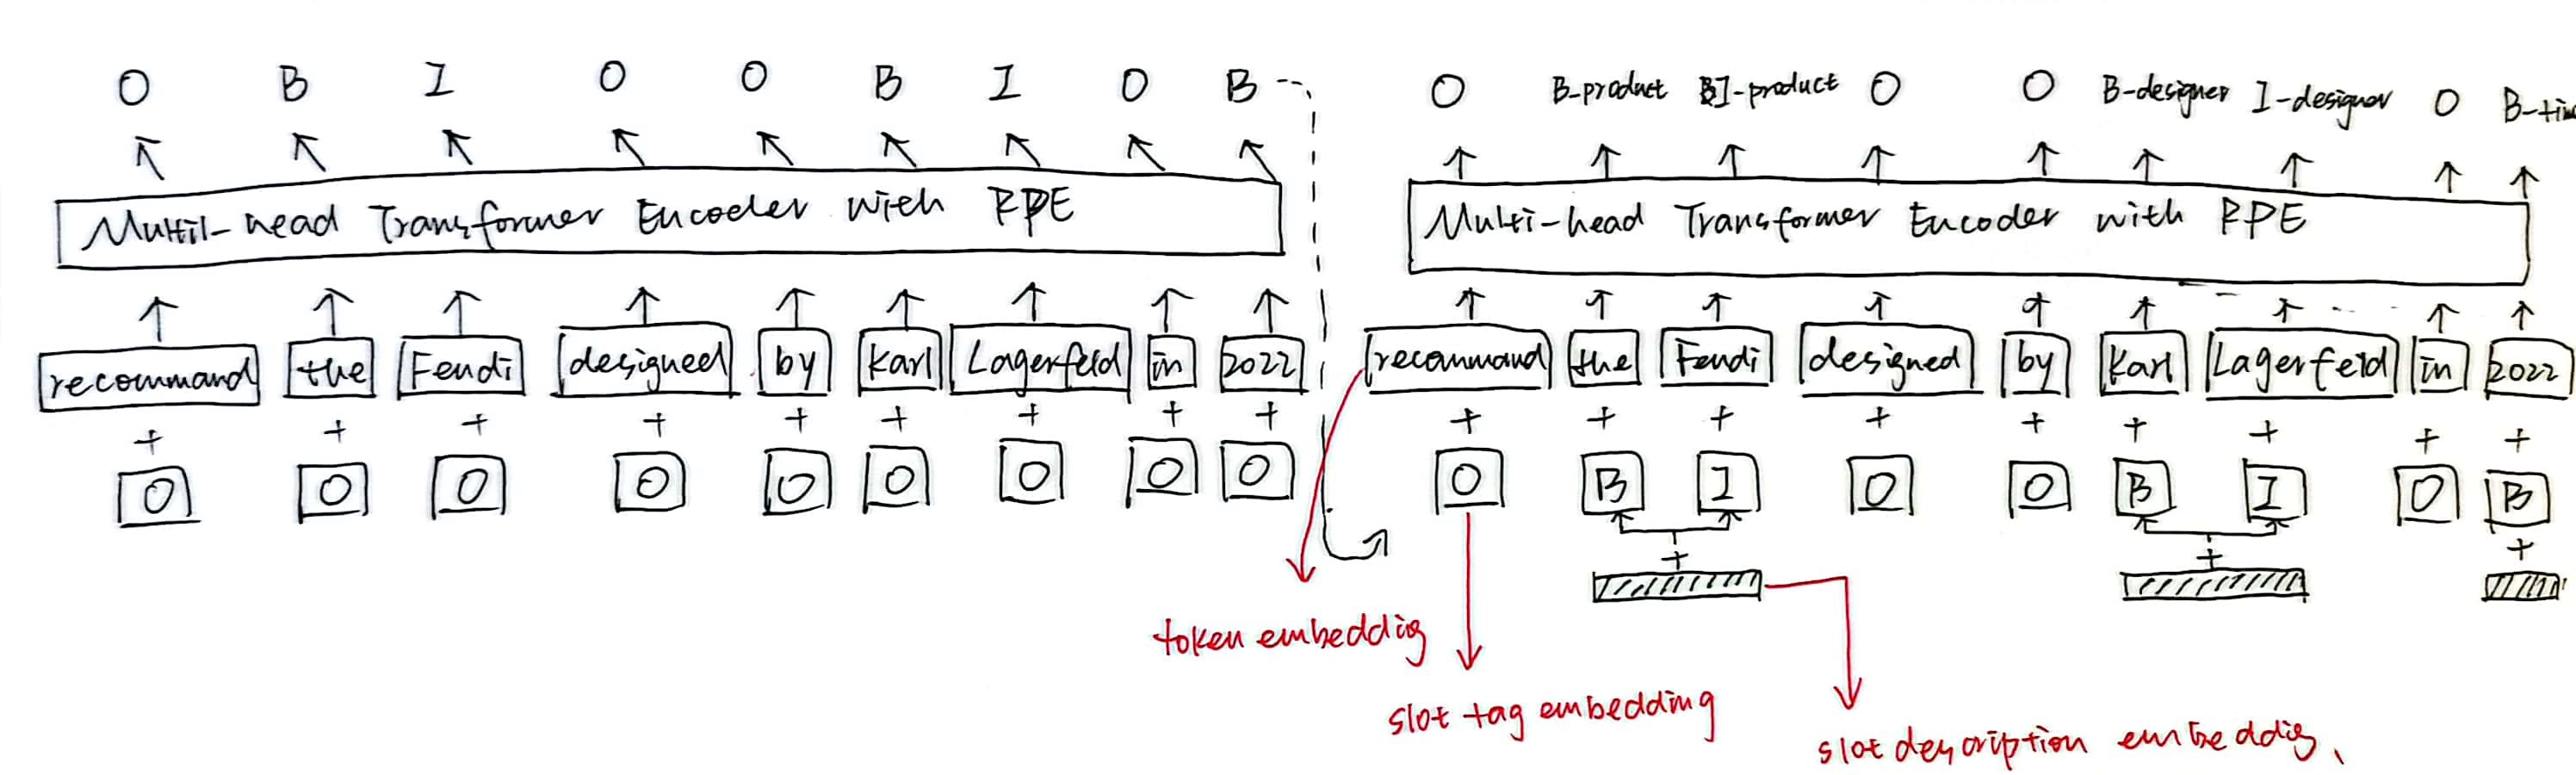 O B I O O B I O B
O B-product BI-product O O B-designer I-designer O B-tim
Multil-head Transformer Encoder with RPE
Multi-head Transformer Encoder with RPE
recommand the Fendi designed by Karl Lagerfeld in 2022
recommand the Fendi designed by Karl Lagerfeld in 2022
+ + + + + + + + +
+ + + + + + + + +
O O O O O O O O O
O B I O O B I O B
+ + +
token embeddig
slot tag embedding
slot description embeddig